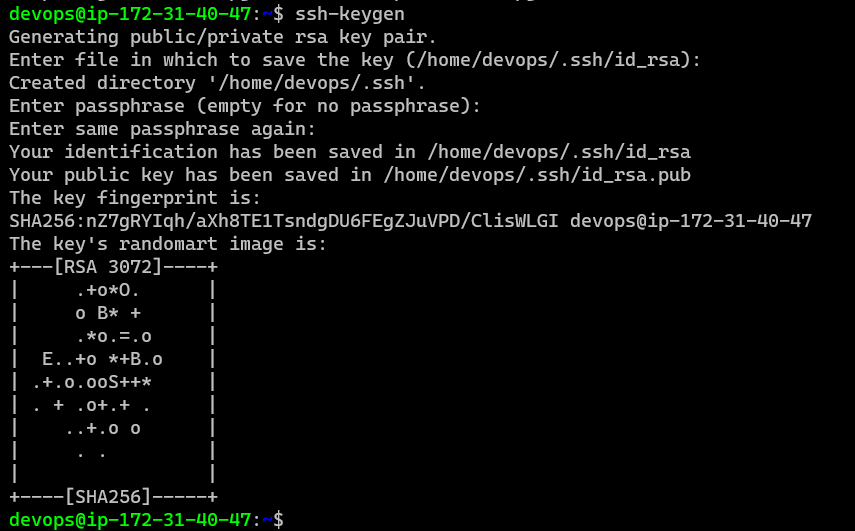 devops@ip-172-31-40-47:~$ ssh-keygen
Generating public/private rsa key pair.
Enter file in which to save the key (/home/devops/.ssh/id_rsa):
Created directory '/home/devops/.ssh'.
Enter passphrase (empty for no passphrase):
Enter same passphrase again:
Your identification has been saved in /home/devops/.ssh/id_rsa
Your public key has been saved in /home/devops/.ssh/id_rsa.pub
The key fingerprint is:
SHA256:nZ7gRYIqh/aXh8TE1TsndgDU6FEgZJuVPD/ClisWLGI devops@ip-172-31-40-47
The key's randomart image is:
+---[RSA 3072]----+
|     .+o*O.      |
|     o B* +      |
|     .*o.=.o     |
|  E..+o *+B.o    |
| .+.o.ooS++*     |
| . + .o+.+ .     |
|    ..+.o o      |
|     . .         |
|                 |
+----[SHA256]-----+
devops@ip-172-31-40-47:~$